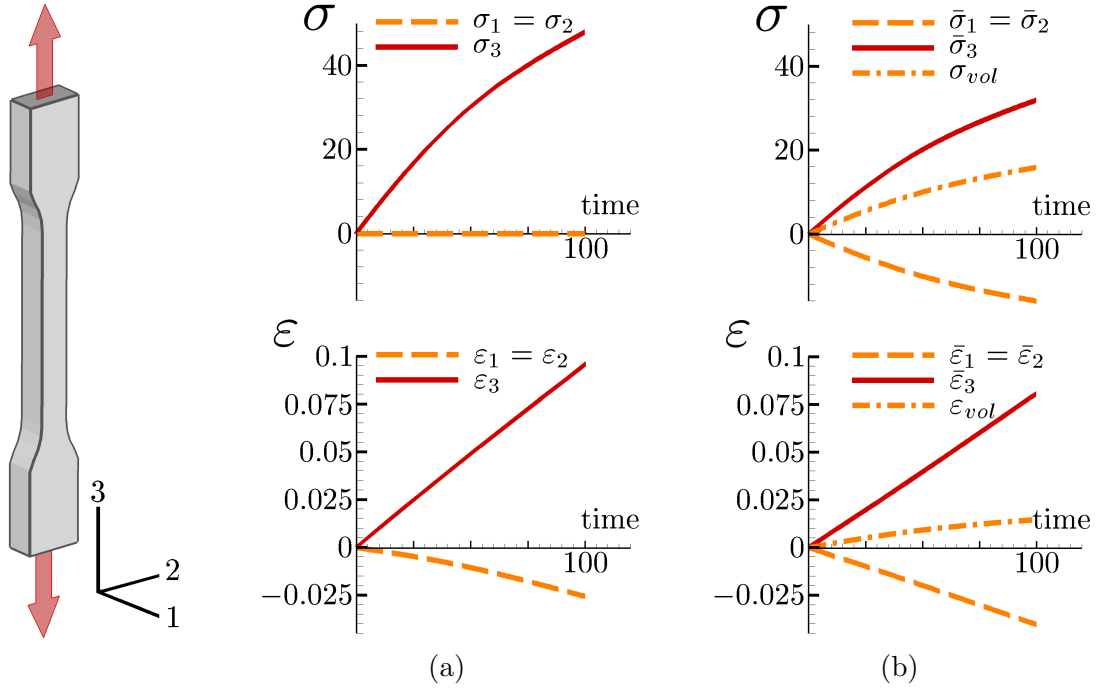 3
2
1
σ
σ₁ = σ₂
σ₃
40
20
0
time
100
σ
σ̄₁ = σ̄₂
σ̄₃
σᵥₒₗ
40
20
0
time
100
ε
ε₁ = ε₂
ε₃
0.1
0.075
0.05
0.025
0
−0.025
time
100
ε
ε̄₁ = ε̄₂
ε̄₃
εᵥₒₗ
0.1
0.075
0.05
0.025
0
−0.025
time
100
(a)
(b)